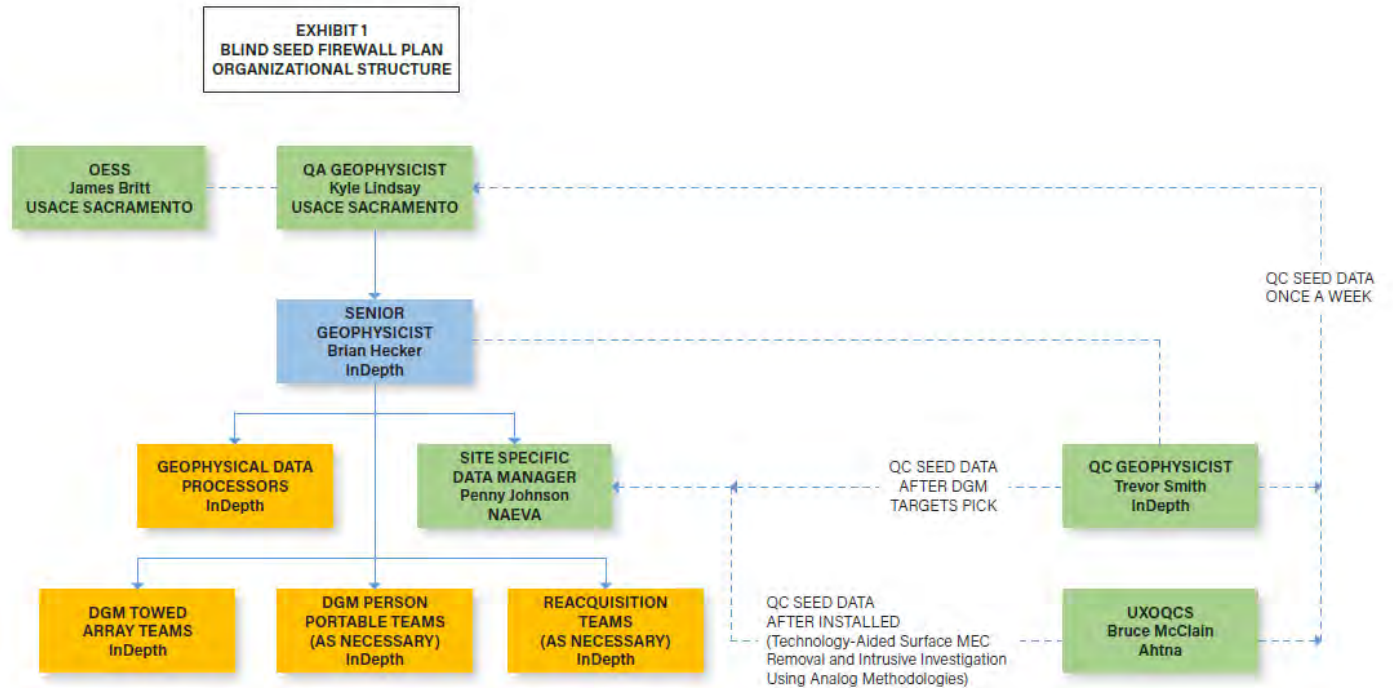 EXHIBIT 1
BLIND SEED FIREWALL PLAN
ORGANIZATIONAL STRUCTURE
OESS
James Britt
USACE SACRAMENTO
QA GEOPHYSICIST
Kyle Lindsay
USACE SACRAMENTO
QC SEED DATA
ONCE A WEEK
SENIOR
GEOPHYSICIST
Brian Hecker
InDepth
GEOPHYSICAL DATA
PROCESSORS
InDepth
SITE SPECIFIC
DATA MANAGER
Penny Johnson
NAEVA
QC SEED DATA
AFTER DGM
TARGETS PICK
QC GEOPHYSICIST
Trevor Smith
InDepth
DGM TOWED
ARRAY TEAMS
InDepth
DGM PERSON
PORTABLE TEAMS
(AS NECESSARY)
InDepth
REACQUISITION
TEAMS
(AS NECESSARY)
InDepth
QC SEED DATA
AFTER INSTALLED
(Technology-Aided Surface MEC
Removal and Intrusive Investigation
Using Analog Methodologies)
UXOQCS
Bruce McClain
Ahtna